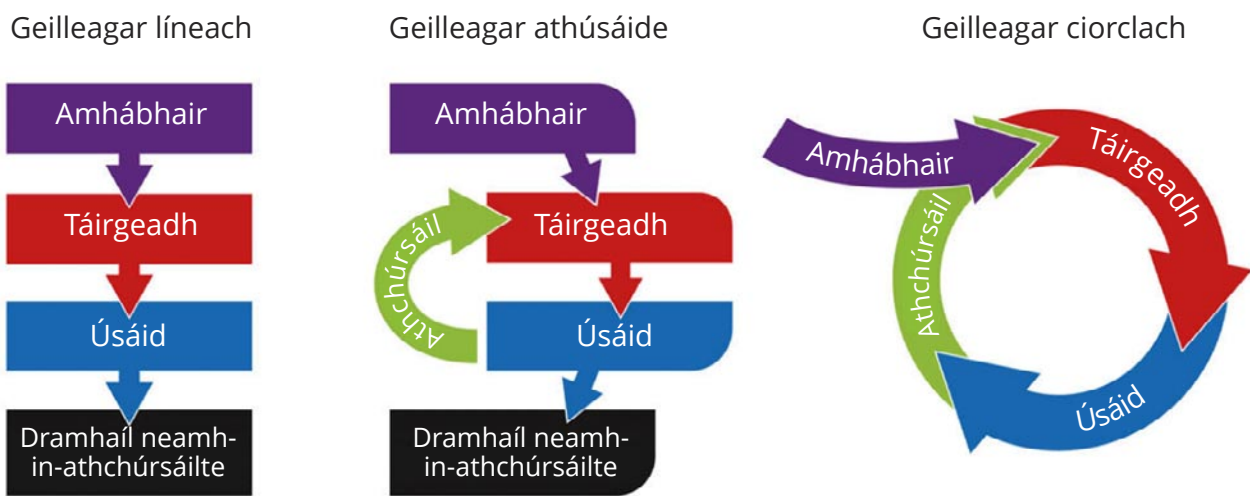 Geilleagar líneach
Amhábhair
Táirgeadh
Úsáid
Dramhaíl neamh-
in-athchúrsáilte
Geilleagar athúsáide
Amhábhair
Táirgeadh
Athchúrsáil
Úsáid
Dramhaíl neamh-
in-athchúrsáilte
Geilleagar ciorclach
Amhábhair
Táirgeadh
Úsáid
Athchúrsáil